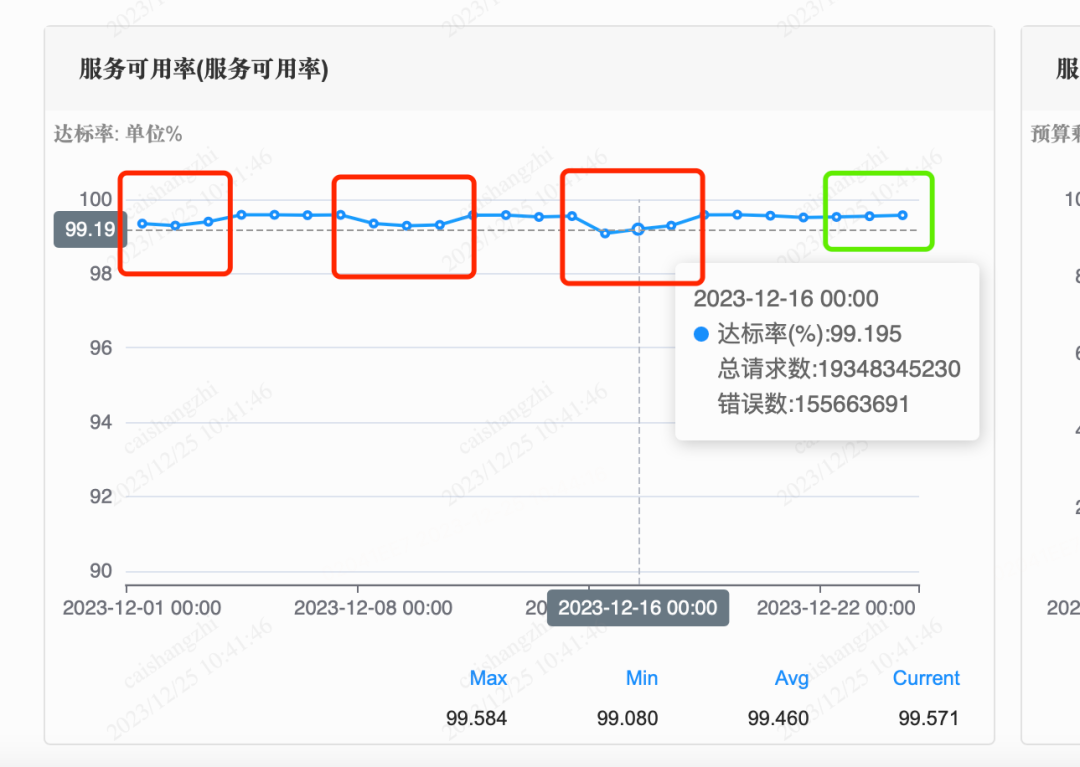 服务可用率(服务可用率)
服
达标率: 单位%
100
99.19
98
96
94
92
90
2023-12-16 00:00
达标率(%):99.195
总请求数:19348345230
错误数:155663691
2023-12-01 00:00
2023-12-08 00:00
2023-12-16 00:00
2023-12-22 00:00
Max
Min
Avg
Current
99.584
99.080
99.460
99.571
caishangzhi
2023/12/25 10:41:46